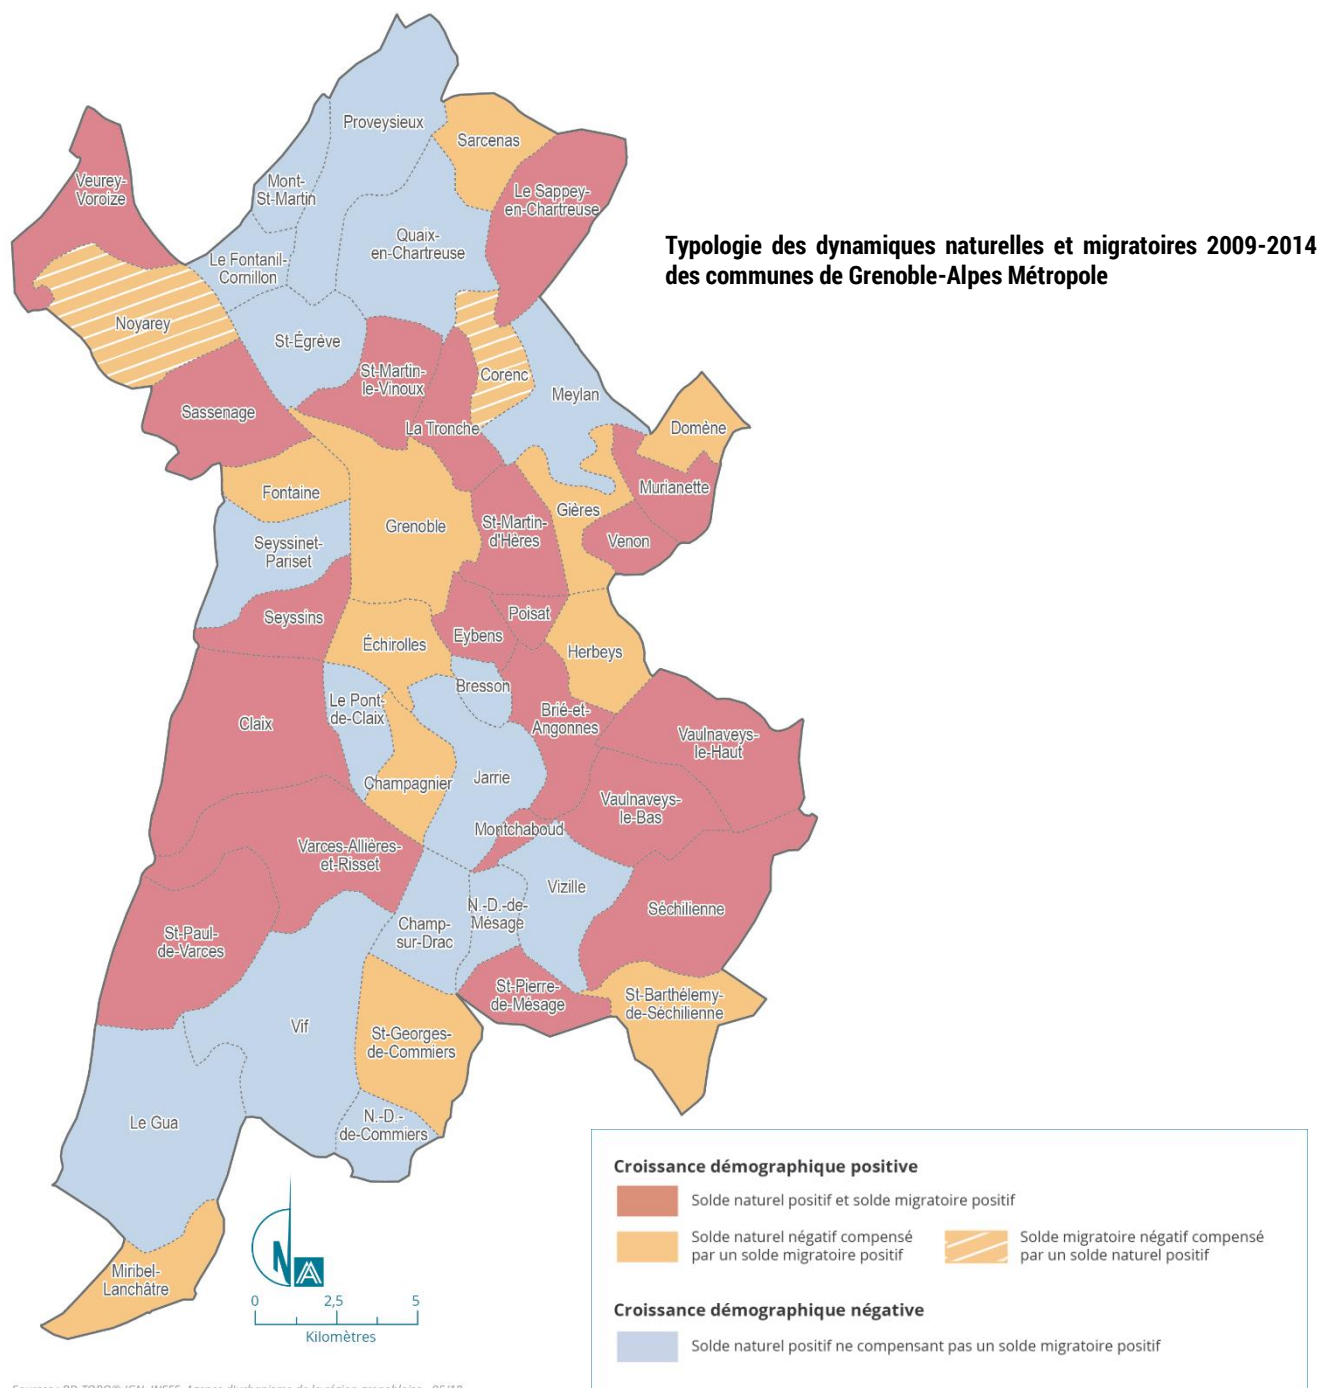 Proveysieux
Sarcenas
Mont-
St-Martin
Veurey-
Voroize
Le Sappey-
en-Chartreuse
Quaix-
en-Chartreuse
Typologie des dynamiques naturelles et migratoires 2009-2014
des communes de Grenoble-Alpes Métropole
Le Fontanil-
Cornillon
Noyarey
St-Égrève
St-Martin-
le-Vinoux
Corenc
Meylan
Sassenage
La Tronche
Domène
Fontaine
Murianette
Grenoble
Gières
St-Martin-
d'Hères
Venon
Seyssinet-
Pariset
Seyssins
Poisat
Eybens
Échirolles
Herbeys
Bresson
Le Pont-
de-Claix
Claix
Brié-et-
Angonnes
Vaulnaveys-
le-Haut
Champagnier
Jarrie
Vaulnaveys-
le-Bas
Montchaboud
Varces-Allières-
et-Risset
Vizille
N.-D.-de-
Mésage
Séchilienne
Champ-
sur-Drac
St-Paul-
de-Varces
St-Pierre-
de-Mésage
St-Barthélemy-
de-Séchilienne
Vif
St-Georges-
de-Commiers
Le Gua
N.-D.-
de-Commiers
Miribel-
Lanchâtre
N
0 2,5 5
Kilomètres
Croissance démographique positive
Solde naturel positif et solde migratoire positif
Solde naturel négatif compensé
par un solde migratoire positif
Solde migratoire négatif compensé
par un solde naturel positif
Croissance démographique négative
Solde naturel positif ne compensant pas un solde migratoire positif